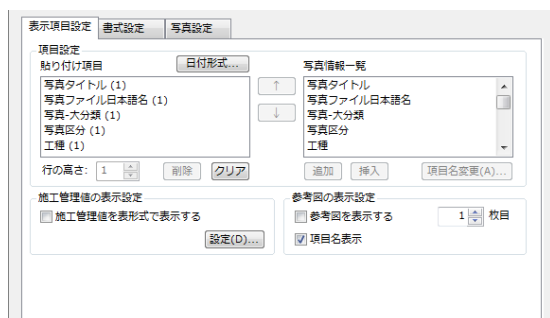 表示項目設定 書式設定 写真設定
項目設定
貼り付け項目 日付形式... 写真情報一覧
写真タイトル (1)
写真ファイル日本語名 (1)
写真-大分類 (1)
写真区分 (1)
工種 (1)
↑
↓
写真タイトル
写真ファイル日本語名
写真-大分類
写真区分
工種
行の高さ: 1 削除 クリア 追加 挿入 項目名変更(A)...
施工管理値の表示設定
施工管理値を表形式で表示する
設定(D)...
参考図の表示設定
参考図を表示する 1 枚目
項目名表示